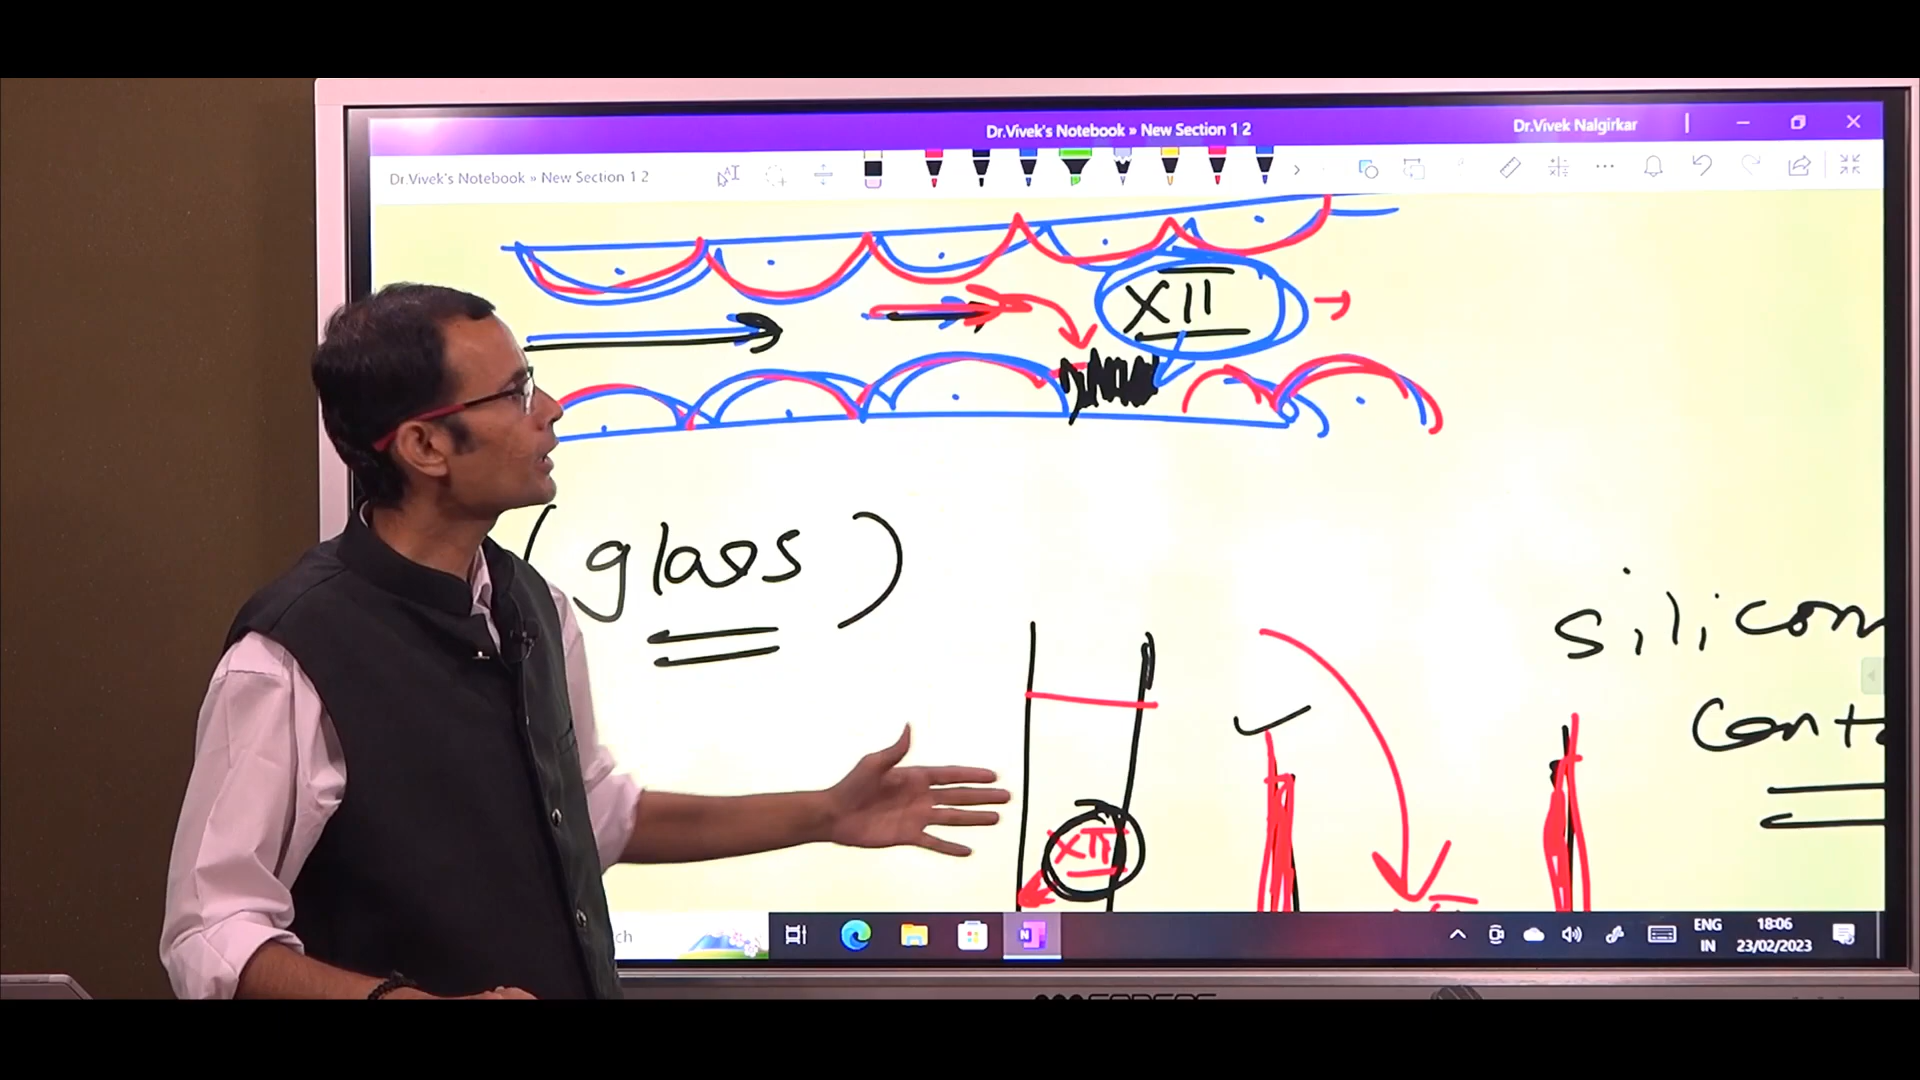 Dr.Vivek's Notebook » New Section 1 2
Dr.Vivek Nalgirkar
Dr.Vivek's Notebook » New Section 1 2
XII
(glass)
silicon
XII
ch
ENG
IN
18:06
23/02/2023